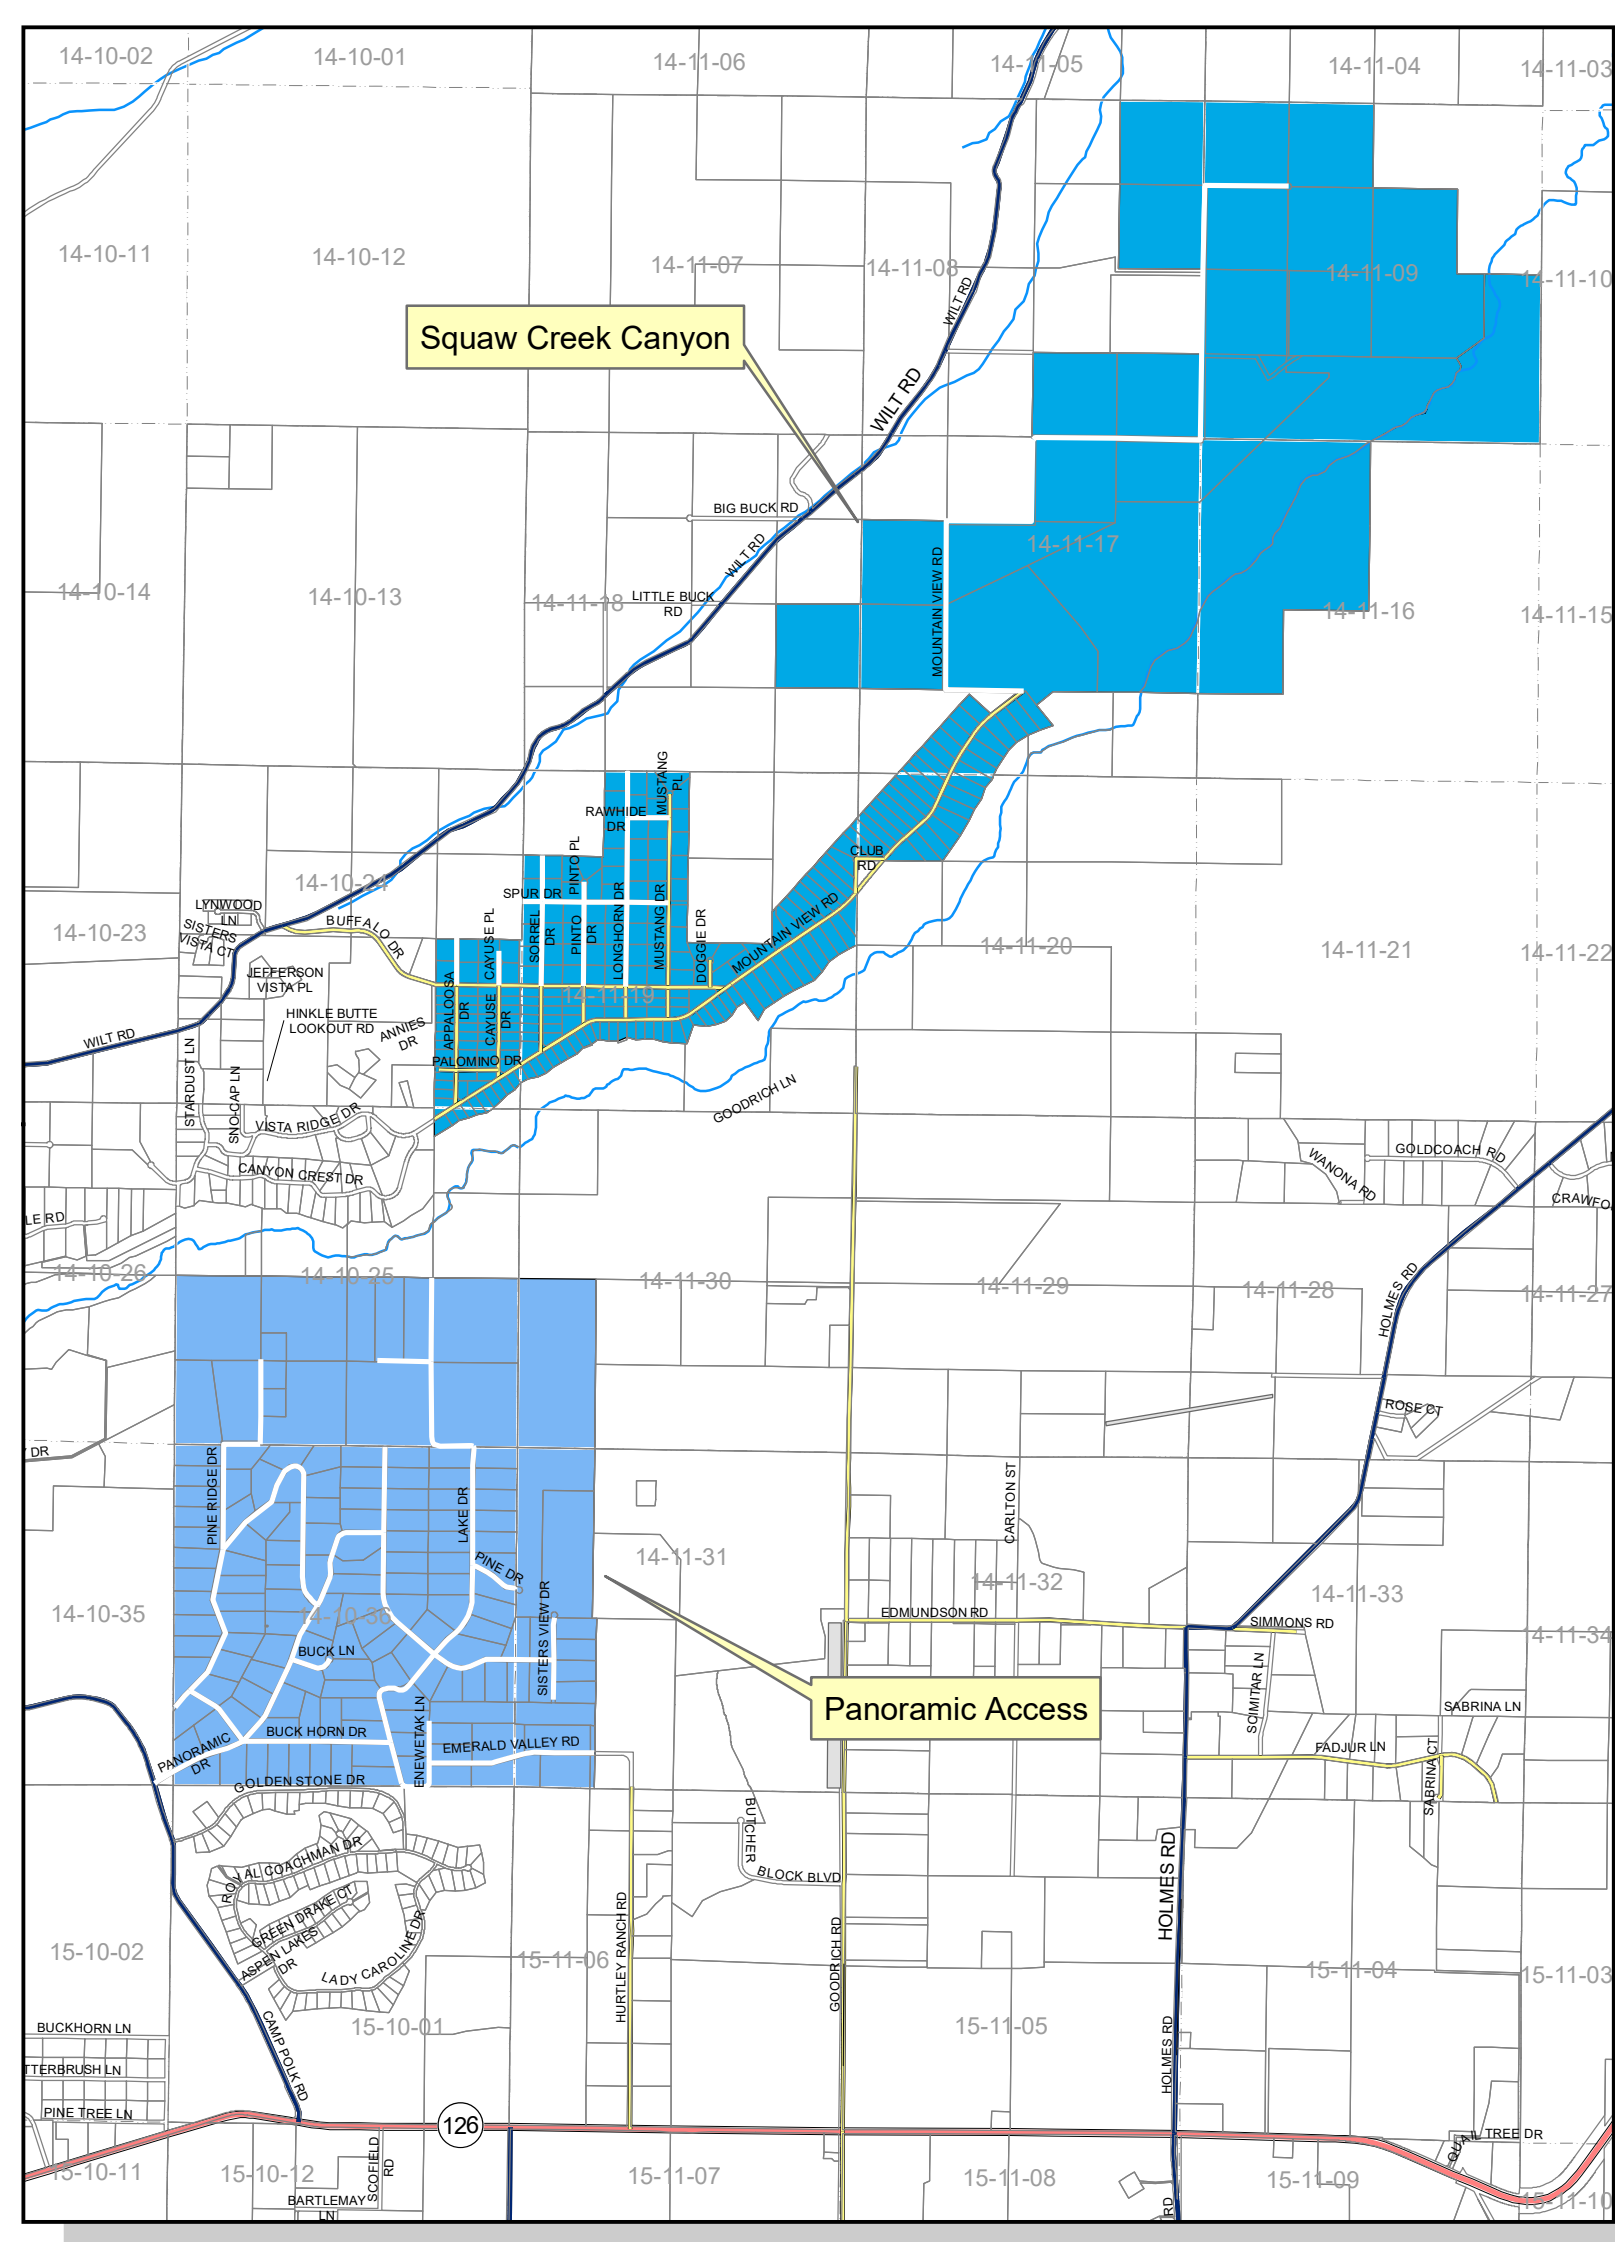 14-10-02
14-10-01
14-11-06
14-11-05
14-11-04
14-11-03
14-10-11
14-10-12
14-11-07
14-11-08
14-11-09
14-11-10
WILT RD
Squaw Creek Canyon
WILT RD
BIG BUCK RD
WILT RD
MOUNTAIN VIEW RD
14-11-17
14-10-14
14-10-13
14-11-18
LITTLE BUCK
RD
14-11-16
14-11-15
MUSTANG
PL
RAWHIDE
DR
PINTO PL
CLUB
RD
14-10-24
SPUR DR
LYNWOOD
LN
BUFFALO DR
SISTERS
VISTA CT
14-10-23
CAYUSE PL
SORREL
DR
PINTO
DR
LONGHORN DR
MUSTANG DR
DOGGIE DR
MOUNTAIN VIEW RD
14-11-20
14-11-21
14-11-22
JEFFERSON
VISTA PL
APPALOOSA
DR
CAYUSE
DR
14-11-19
HINKLE BUTTE
LOOKOUT RD
ANNIES
DR
WILT RD
PALOMINO DR
STARDUST LN
SNO-CAP LN
VISTA RIDGE DR
GOODRICH LN
CANYON CREST DR
WANONA RD
GOLDCOACH RD
CRAWFO
LE RD
14-10-26
14-10-25
14-11-30
14-11-29
14-11-28
14-11-27
HOLMES RD
ROSE CT
DR
PINE RIDGE DR
LAKE DR
CARLTON ST
PINE DR
14-11-31
14-11-32
14-11-33
SISTERS VIEW DR
14-10-35
14-10-36
EDMUNDSON RD
SIMMONS RD
14-11-34
BUCK LN
SCIMITAR LN
Panoramic Access
SABRINA LN
ENEWETAK LN
BUCK HORN DR
PANORAMIC
DR
EMERALD VALLEY RD
FADJUR LN
SABRINA CT
GOLDEN STONE DR
BUTCHER
BLOCK BLVD
ROYAL COACHMAN DR
HOLMES RD
GREEN DRAKE CT
ASPEN LAKES
DR
LADY CAROLINE DR
HURTLEY RANCH RD
GOODRICH RD
15-10-02
15-11-06
15-11-04
15-11-03
15-10-01
15-11-05
CAMP POLK RD
HOLMES RD
BUCKHORN LN
TTERBRUSH LN
PINE TREE LN
126
QUAIL TREE DR
15-10-11
15-10-12
SCOFIELD
RD
15-11-07
15-11-08
15-11-09
15-11-10
BARTLEMAY
LN
RD